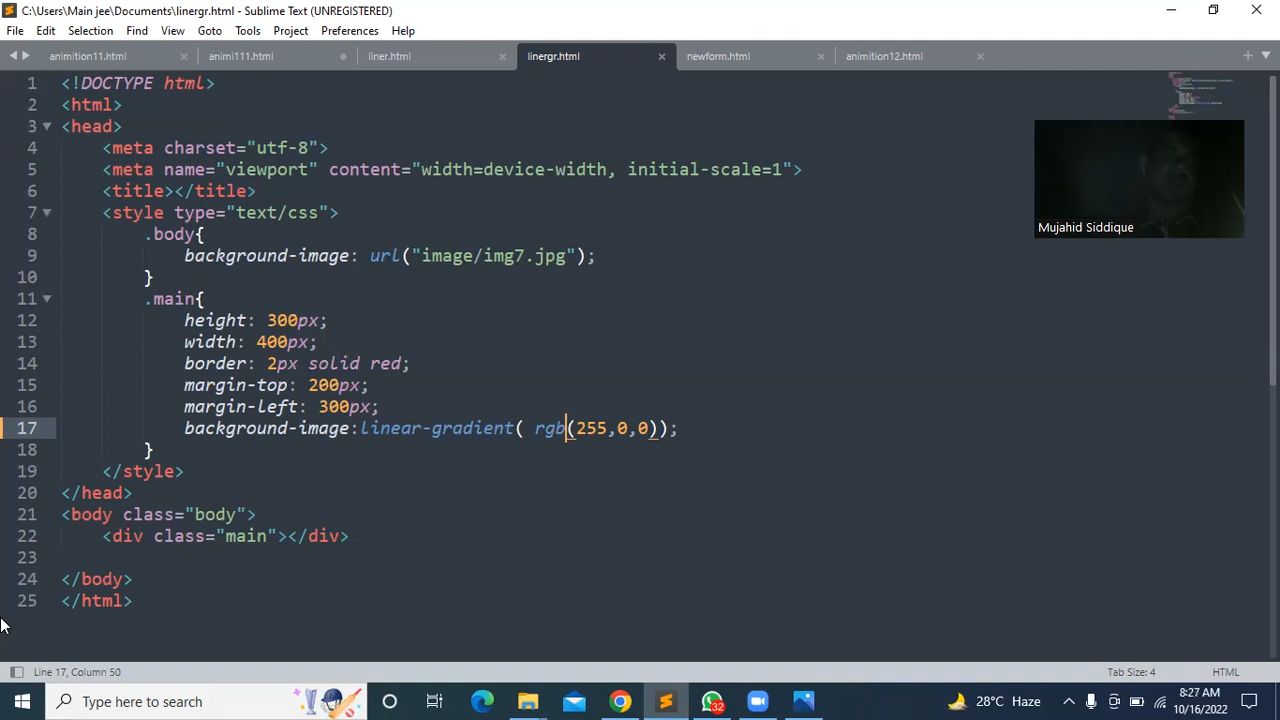 C:\Users\Main jee\Documents\linergr.html - Sublime Text (UNREGISTERED)
File Edit Selection Find View Goto Tools Project Preferences Help
animition11.html animi111.html liner.html linergr.html newform.html animition12.html
1 <!DOCTYPE html>
2 <html>
3 <head>
4 <meta charset="utf-8">
5 <meta name="viewport" content="width=device-width, initial-scale=1">
6 <title></title>
7 <style type="text/css">
8 .body{
9 background-image: url("image/img7.jpg");
10 }
11 .main{
12 height: 300px;
13 width: 400px;
14 border: 2px solid red;
15 margin-top: 200px;
16 margin-left: 300px;
17 background-image:linear-gradient( rgb(255,0,0));
18 }
19 </style>
20 </head>
21 <body class="body">
22 <div class="main"></div>
23
24 </body>
25 </html>
Mujahid Siddique
Line 17, Column 50 Tab Size: 4 HTML
Type here to search 32 28°C Haze 8:27 AM
10/16/2022